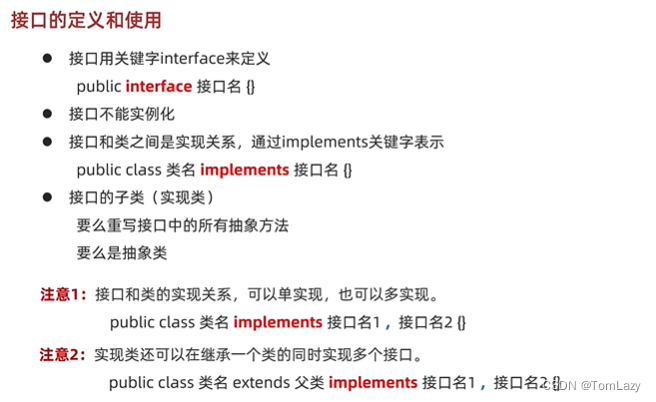 接口的定义和使用
● 接口用关键字interface来定义
public interface 接口名 {}
● 接口不能实例化
● 接口和类之间是实现关系，通过implements关键字表示
public class 类名 implements 接口名 {}
● 接口的子类（实现类）
要么重写接口中的所有抽象方法
要么是抽象类
注意1：接口和类的实现关系，可以单实现，也可以多实现。
public class 类名 implements 接口名1 ，接口名2 {}
注意2：实现类还可以在继承一个类的同时实现多个接口。
public class 类名 extends 父类 implements 接口名1 ，接口名2 {}
CSDN @TomLazy